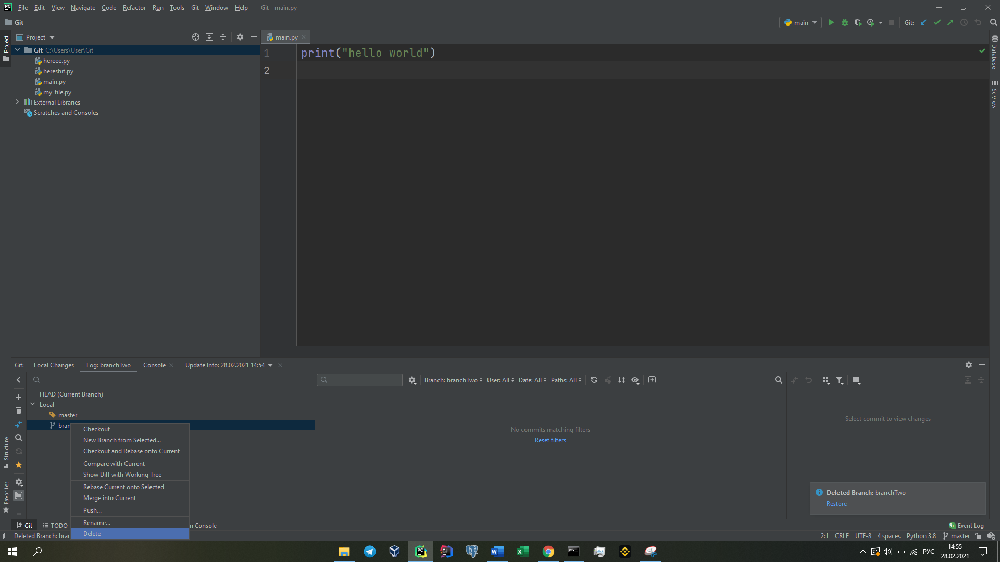 PC File Edit View Navigate Code Refactor Run Tools Git Window Help Git - main.py
Git main Git:
Project
Project
main.py
Git C:\Users\User\Git
hereee.py
hereshit.py
main.py
my_file.py
External Libraries
Scratches and Consoles
1 print("hello world")
2
Database
SciView
Structure
Favorites
Git: Local Changes Log: branchTwo Console Update Info: 28.02.2021 14:54
Branch: branchTwo User: All Date: All Paths: All
HEAD (Current Branch)
Local
master
bran
Checkout
New Branch from Selected...
Checkout and Rebase onto Current
Compare with Current
Show Diff with Working Tree
Rebase Current onto Selected
Merge into Current
Push...
Rename...
Delete
No commits matching filters
Reset filters
Select commit to view changes
Deleted Branch: branchTwo
Restore
Git TODO n Console 9+ Event Log
Deleted Branch: bran 2:1 CRLF UTF-8 4 spaces Python 3.8 master
РУС 14:55
28.02.2021